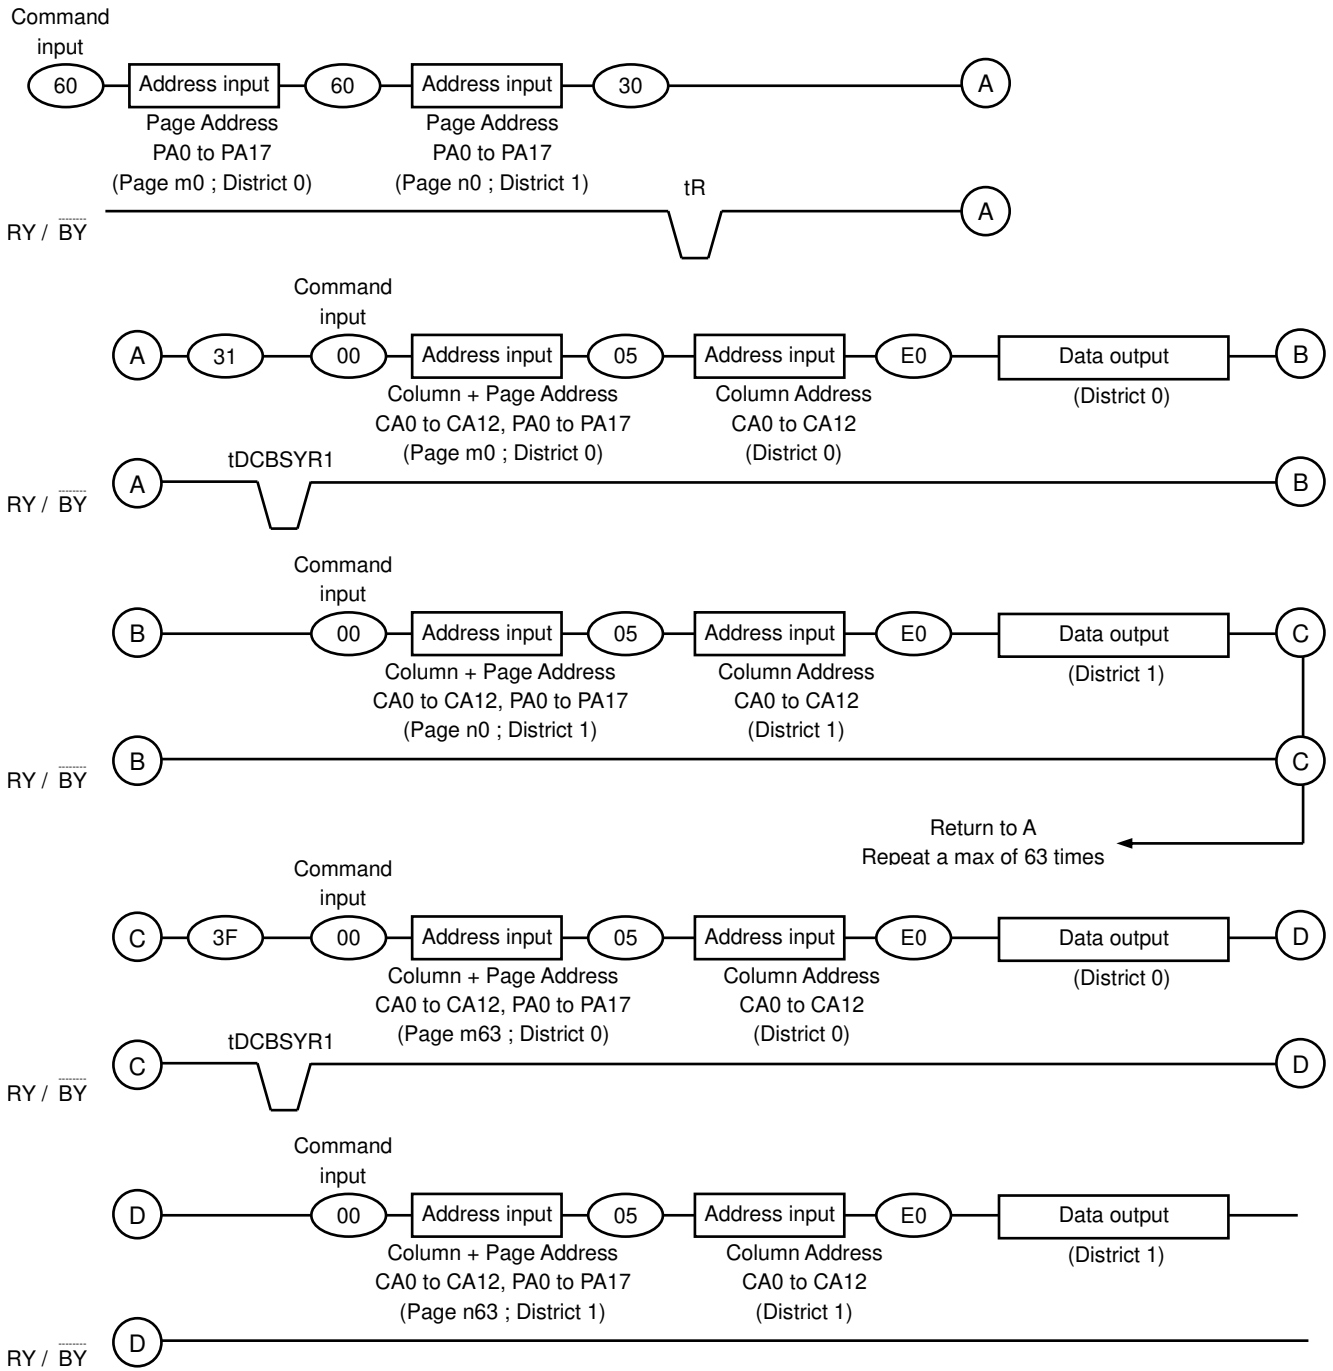 Command
input
60 Address input 60 Address input 30 A
Page Address Page Address
PA0 to PA17 PA0 to PA17
(Page m0 ; District 0) (Page n0 ; District 1)
tR
A
RY / BY
Command
input
A 31 00 Address input 05 Address input E0 Data output B
Column + Page Address Column Address (District 0)
CA0 to CA12, PA0 to PA17 CA0 to CA12
(Page m0 ; District 0) (District 0)
tDCBSYR1
A B
RY / BY
Command
input
B 00 Address input 05 Address input E0 Data output C
Column + Page Address Column Address (District 1)
CA0 to CA12, PA0 to PA17 CA0 to CA12
(Page n0 ; District 1) (District 1)
B C
RY / BY
Return to A
Repeat a max of 63 times
Command
input
C 3F 00 Address input 05 Address input E0 Data output D
Column + Page Address Column Address (District 0)
CA0 to CA12, PA0 to PA17 CA0 to CA12
(Page m63 ; District 0) (District 0)
tDCBSYR1
C D
RY / BY
Command
input
D 00 Address input 05 Address input E0 Data output
Column + Page Address Column Address (District 1)
CA0 to CA12, PA0 to PA17 CA0 to CA12
(Page n63 ; District 1) (District 1)
D
RY / BY